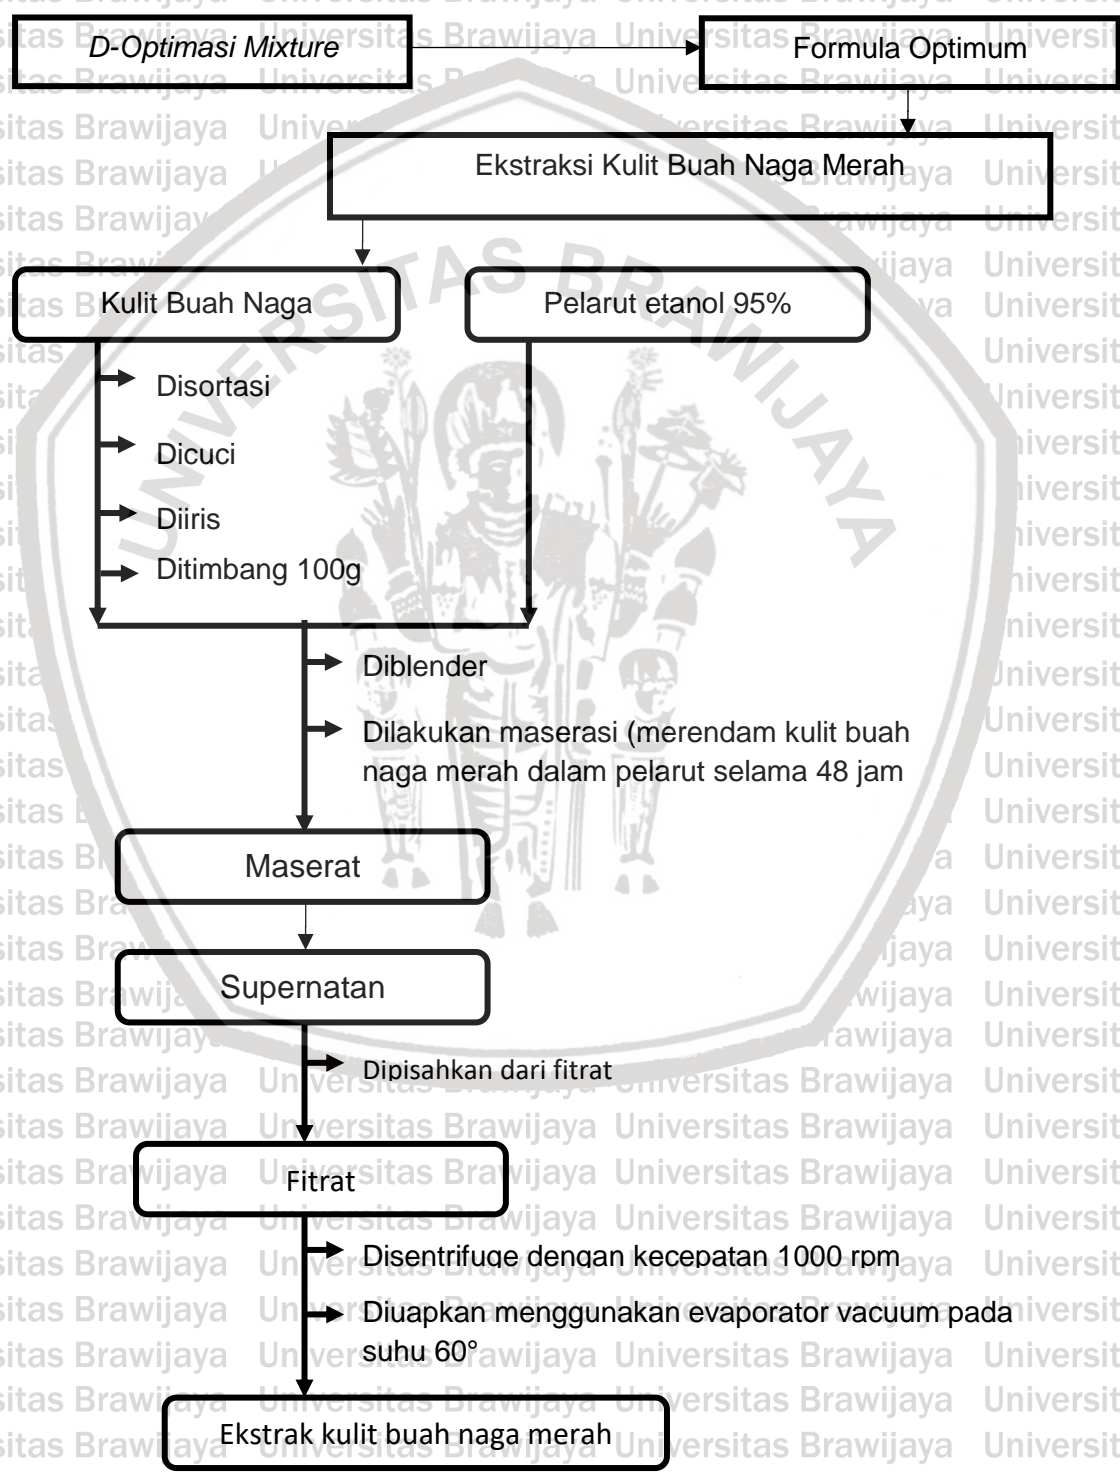 D-Optimasi Mixture
Formula Optimum
Ekstraksi Kulit Buah Naga Merah
Kulit Buah Naga
Pelarut etanol 95%
Disortasi
Dicuci
Diiris
Ditimbang 100g
Diblender
Dilakukan maserasi (merendam kulit buah
naga merah dalam pelarut selama 48 jam
Maserat
Supernatan
Dipisahkan dari fitrat
Fitrat
Disentrifuge dengan kecepatan 1000 rpm
Diuapkan menggunakan evaporator vacuum pada
suhu 60°
Ekstrak kulit buah naga merah
UNIVERSITAS BRAWIJAYA